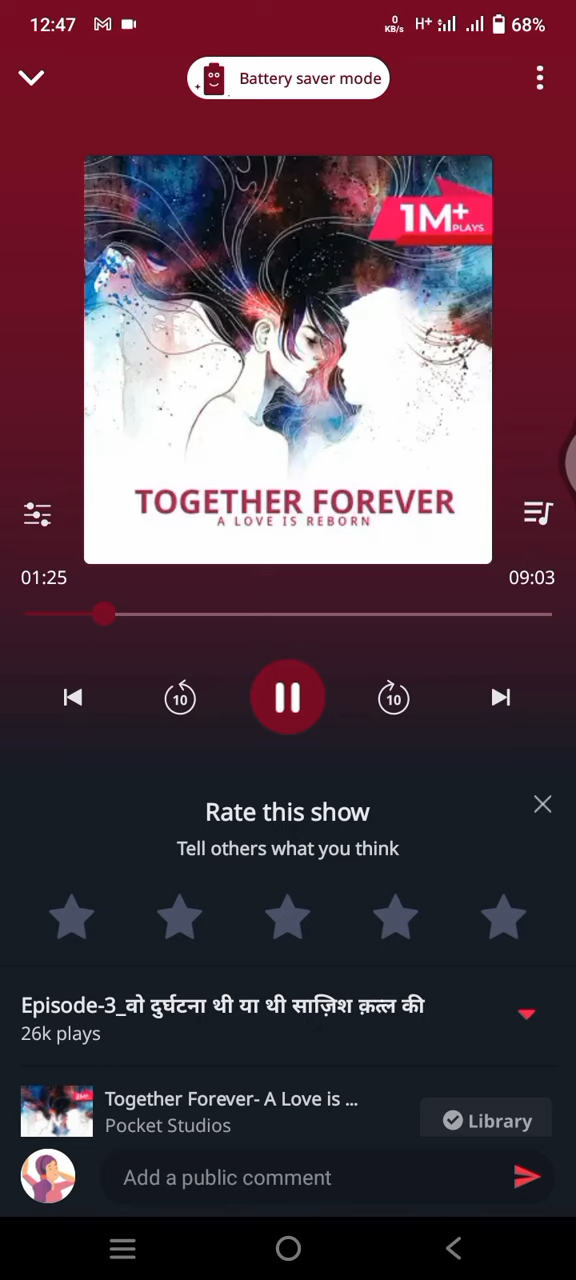 12:47
0 KB/s H+ 68%
Battery saver mode
1M+
PLAYS
TOGETHER FOREVER
A LOVE IS REBORN
01:25
09:03
10
10
Rate this show
Tell others what you think
Episode-3_वो दुर्घटना थी या थी साज़िश क़त्ल की
26k plays
Together Forever- A Love is ...
Pocket Studios
Library
Add a public comment